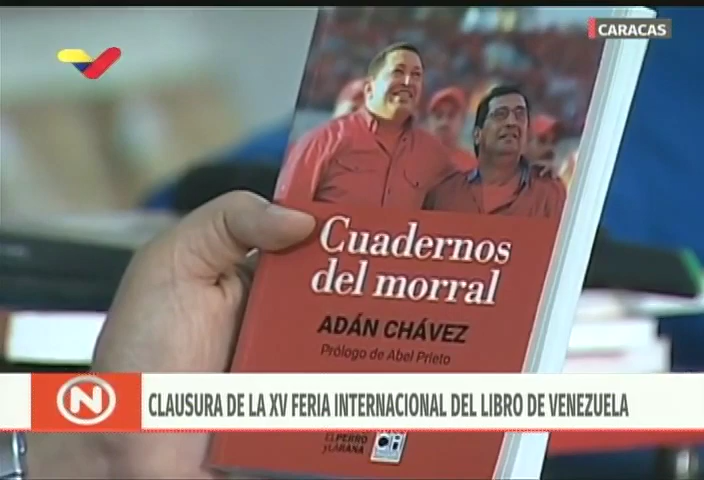 CARACAS
Cuadernos
del morral
ADÁN CHÁVEZ
Prólogo de Abel Prieto
N
CLAUSURA DE LA XV FERIA INTERNACIONAL DEL LIBRO DE VENEZUELA
EL PERRO
y LA RANA